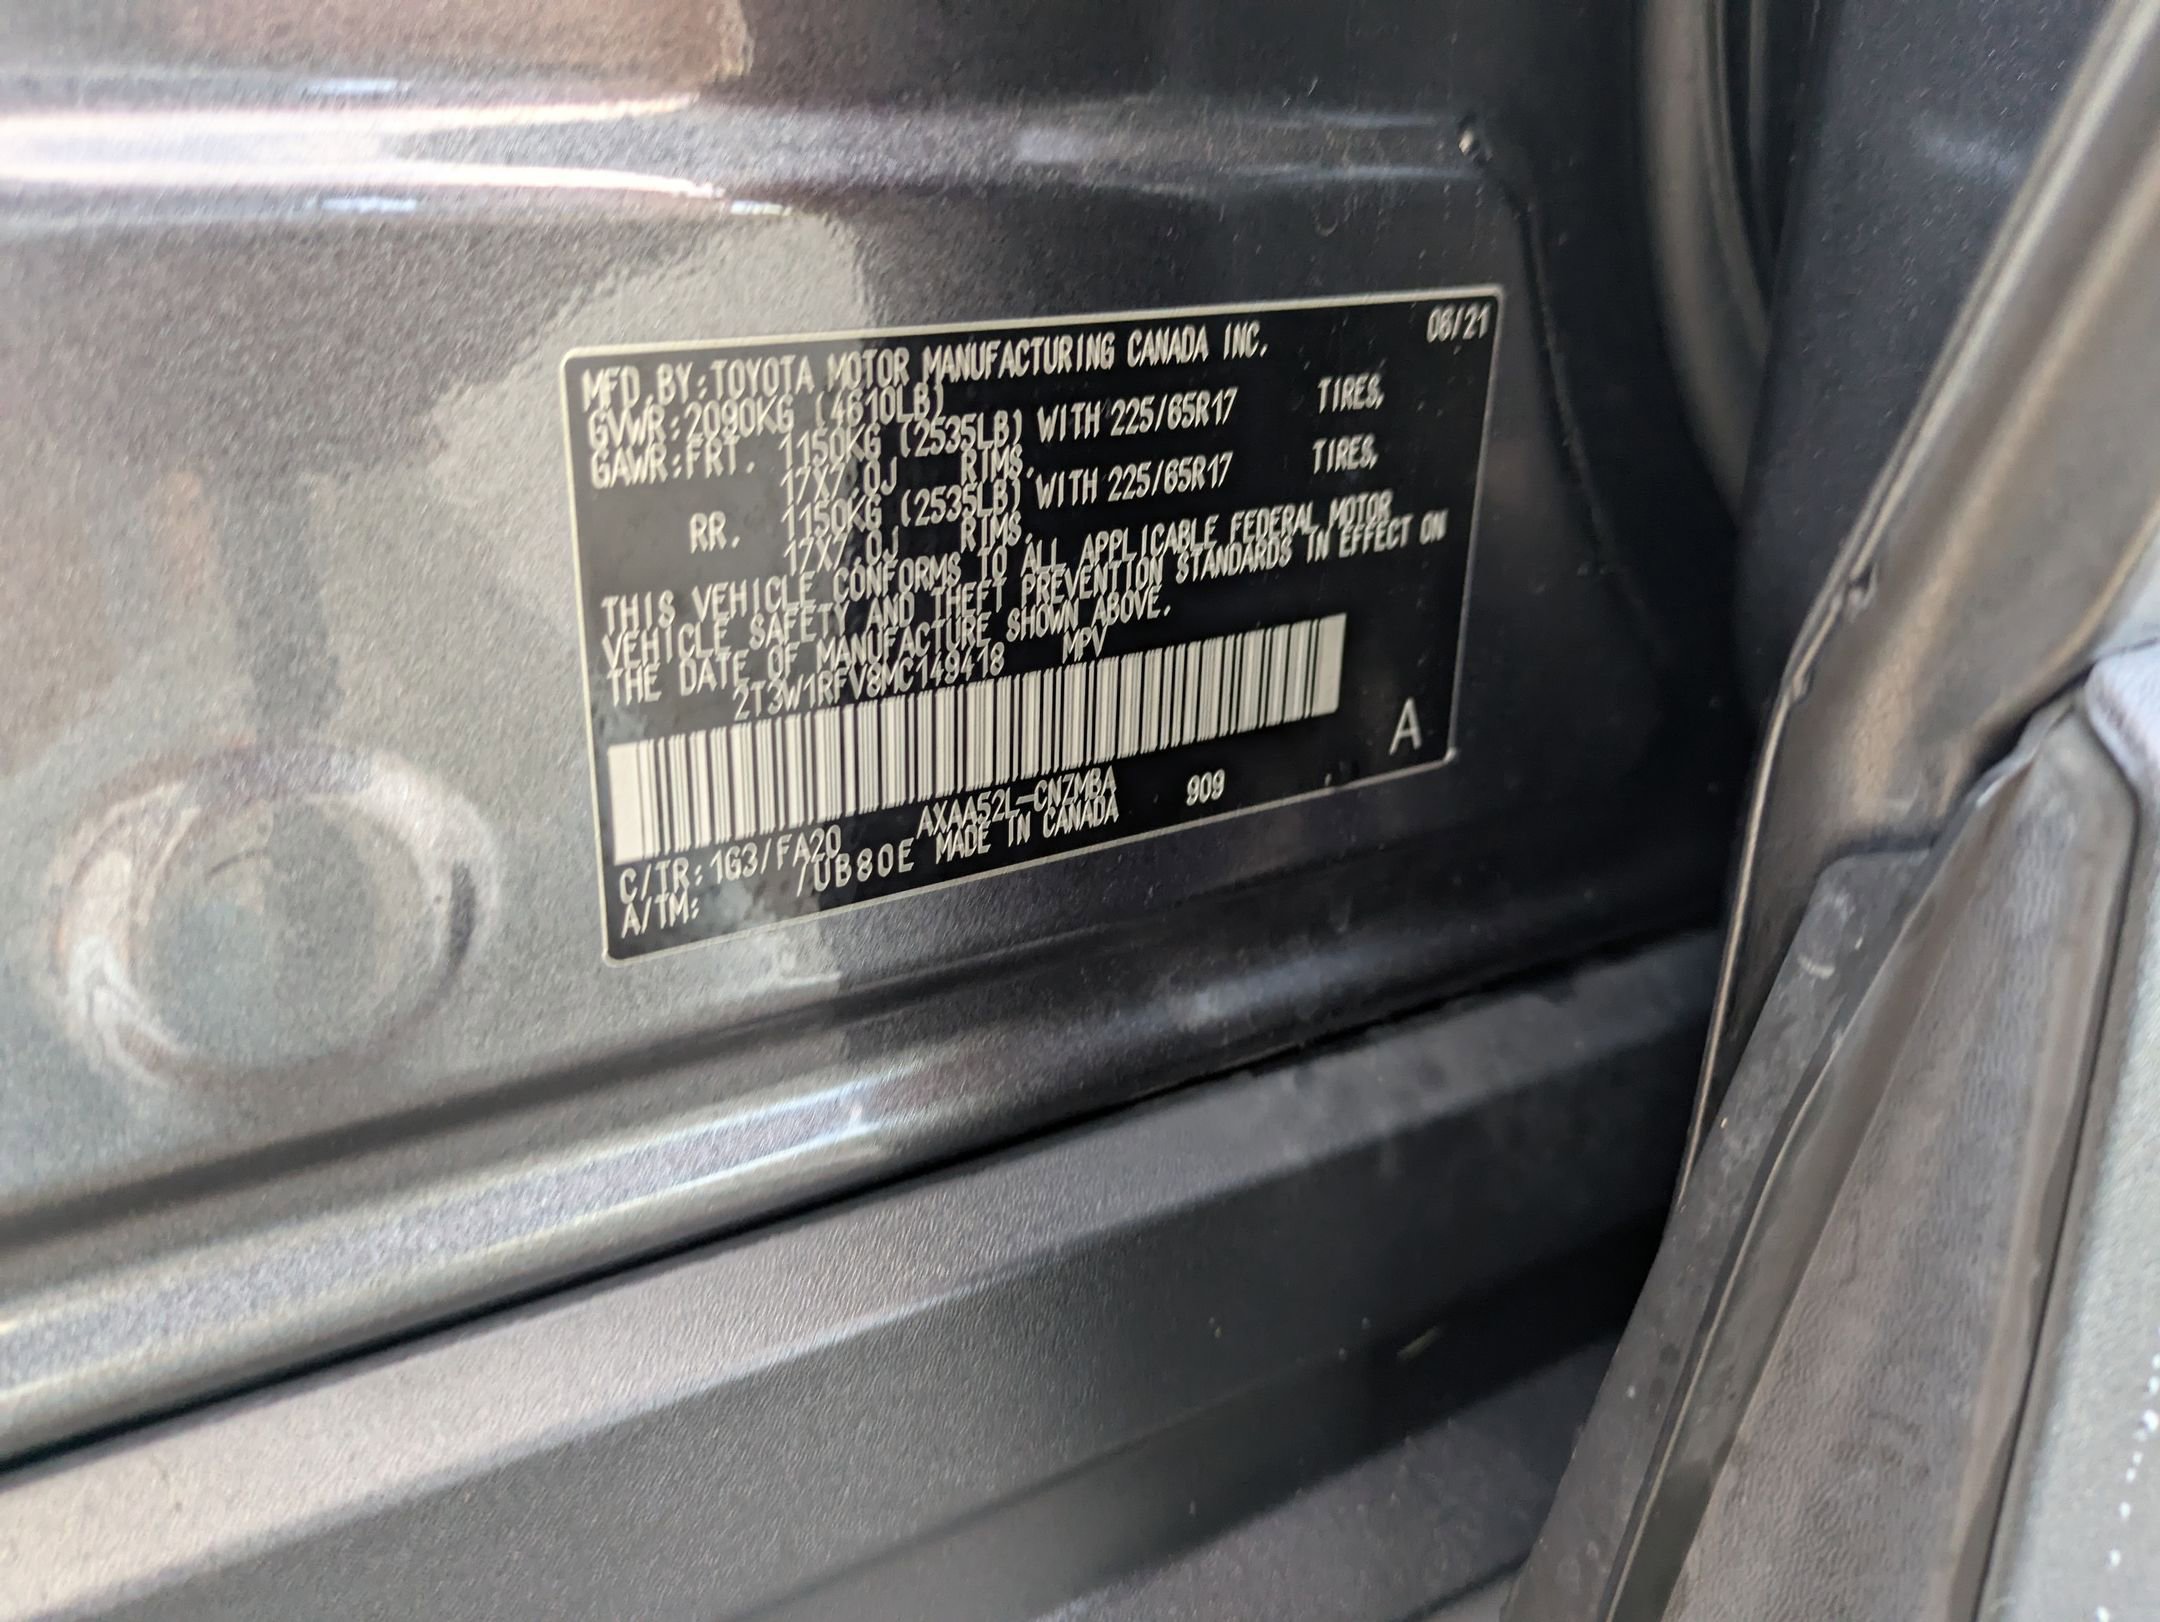 06/21
MFD.BY:TOYOTA MOTOR MANUFACTURING CANADA INC.
GVWR:2090KG (4610LB)
GAWR:FRT. 1150KG (2535LB) WITH 225/65R17 TIRES,
17X7.0J RIMS.
RR. 1150KG (2535LB) WITH 225/65R17 TIRES,
17X7.0J RIMS.
THIS VEHICLE CONFORMS TO ALL APPLICABLE FEDERAL MOTOR
VEHICLE SAFETY AND THEFT PREVENTION STANDARDS IN EFFECT ON
THE DATE OF MANUFACTURE SHOWN ABOVE.
2T3W1RFV8MC149418 MPV
A
C/TR:1G3/FA20 AXAA52L-CNZMBA 909
A/TM: /UB80E MADE IN CANADA